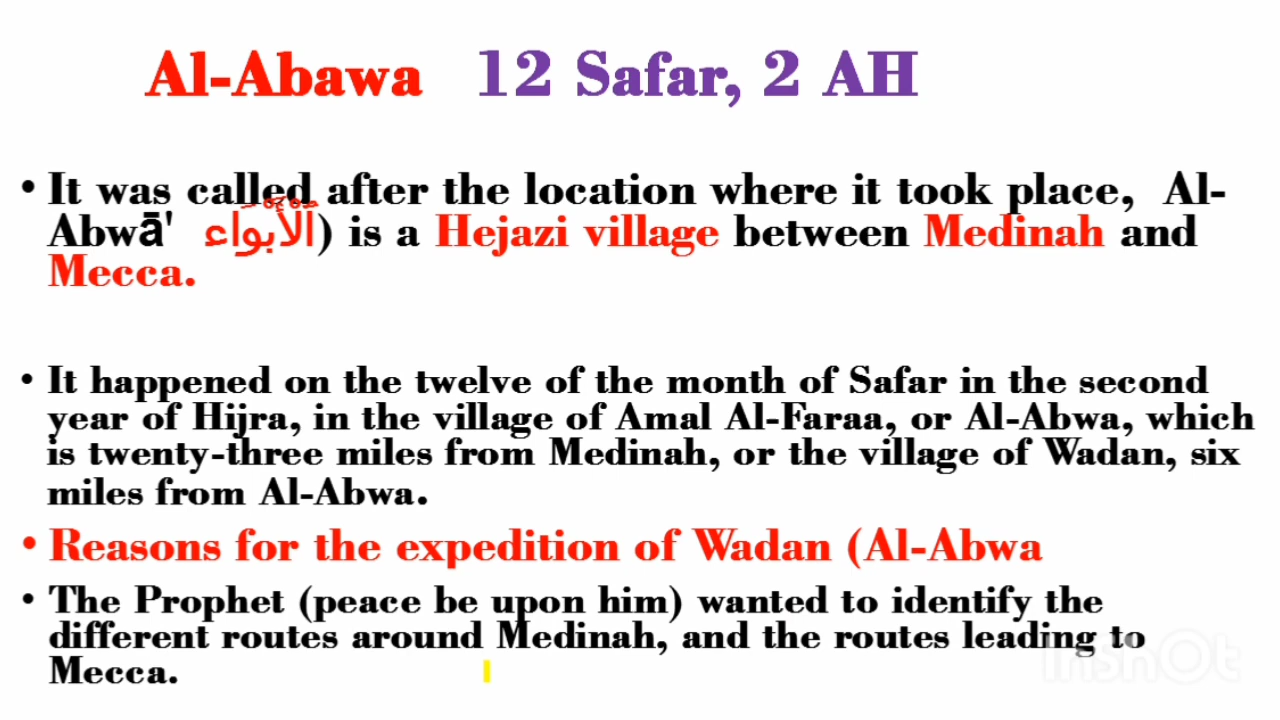 Al-Abawa 12 Safar, 2 AH
• It was called after the location where it took place, Al-
Abwā' اَلْأَبْوَاء) is a Hejazi village between Medinah and
Mecca.
• It happened on the twelve of the month of Safar in the second
year of Hijra, in the village of Amal Al-Faraa, or Al-Abwa, which
is twenty-three miles from Medinah, or the village of Wadan, six
miles from Al-Abwa.
• Reasons for the expedition of Wadan (Al-Abwa
• The Prophet (peace be upon him) wanted to identify the
different routes around Medinah, and the routes leading to
Mecca.
InShOt